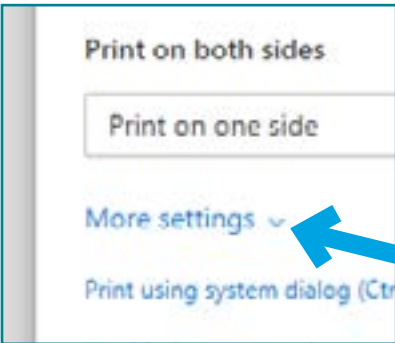 Print on both sides
Print on one side
More settings
Print using system dialog (Ctr